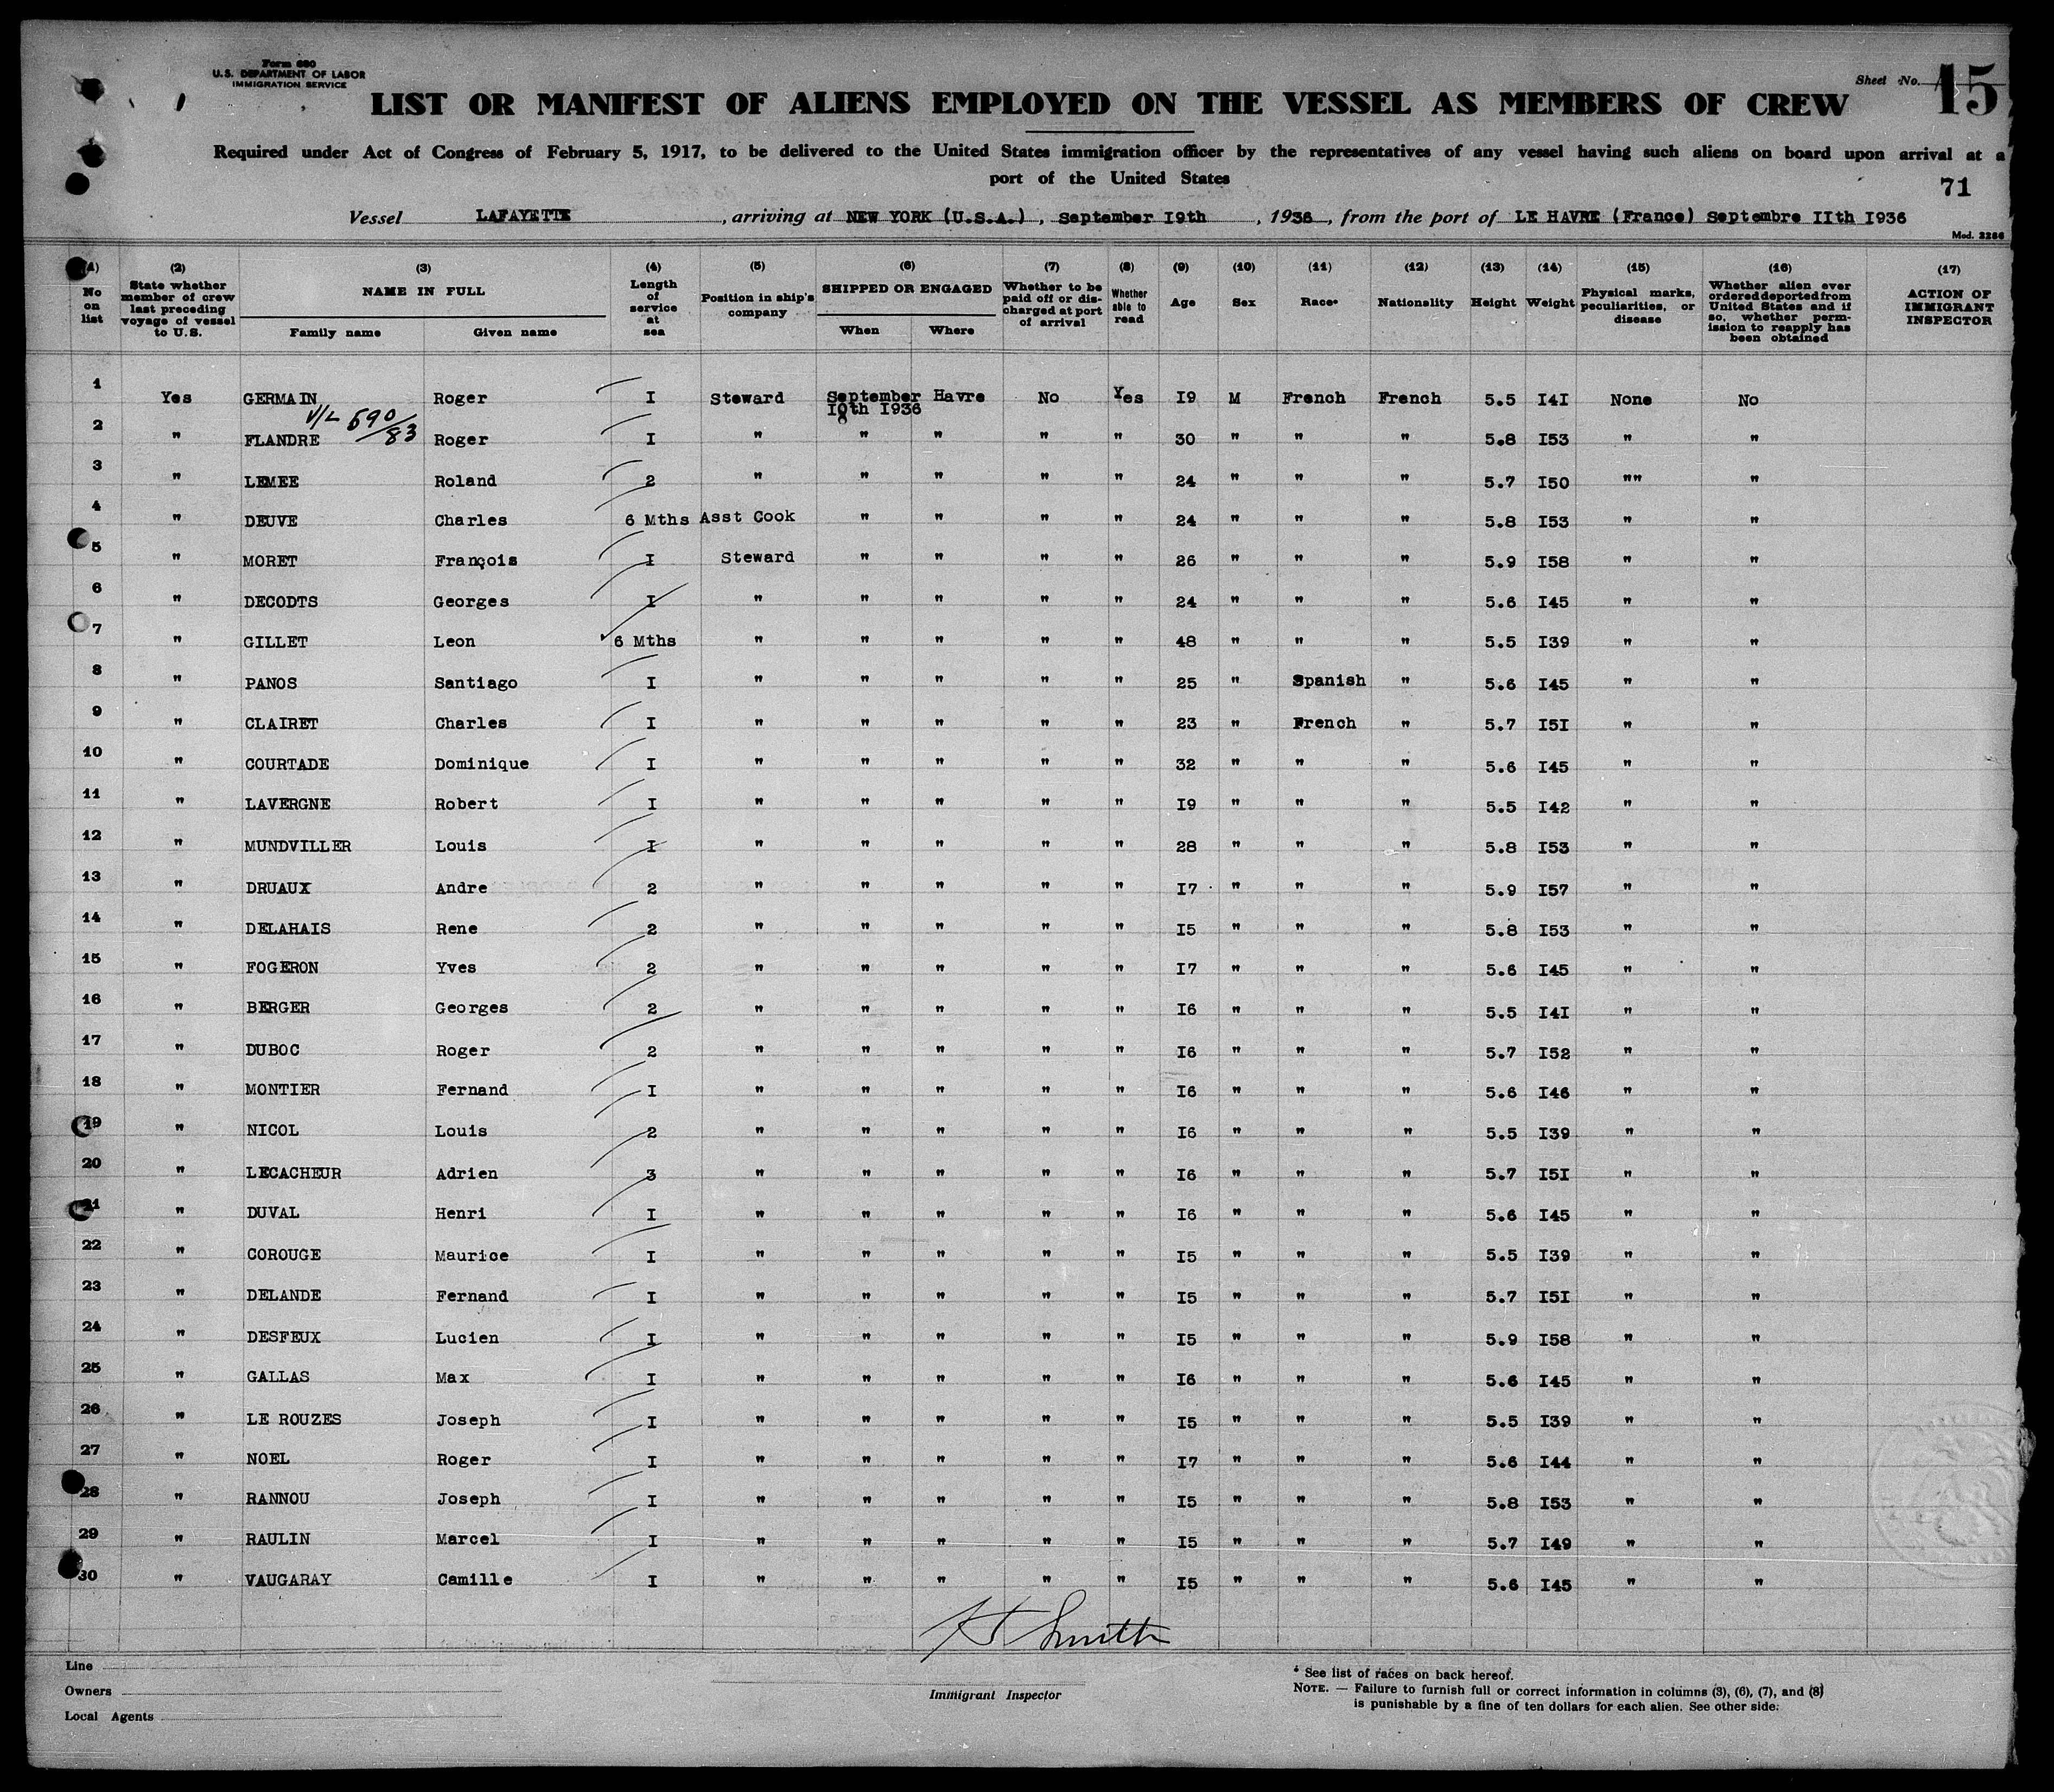 Form 680
U.S. DEPARTMENT OF LABOR
IMMIGRATION SERVICE
Sheet No. 15
LIST OR MANIFEST OF ALIENS EMPLOYED ON THE VESSEL AS MEMBERS OF CREW
Required under Act of Congress of February 5, 1917, to be delivered to the United States immigration officer by the representatives of any vessel having such aliens on board upon arrival at a
port of the United States
71
Vessel LAFAYETTE, arriving at NEW YORK (U.S.A.), September I9th, 1936, from the port of LE HAVRE (France) Septembre IIth I936
Mod. 2286
(1) No on list (2) State whether member of crew last preceding voyage of vessel to U.S. (3) NAME IN FULL Family name Given name (4) Length of service at sea (5) Position in ship's company (6) SHIPPED OR ENGAGED When Where (7) Whether to be paid off or discharged at port of arrival (8) Whether able to read (9) Age (10) Sex (11) Race* (12) Nationality (13) Height (14) Weight (15) Physical marks, peculiarities, or disease (16) Whether alien ever ordered deported from United States and if so, whether permission to reapply has been obtained (17) ACTION OF IMMIGRANT INSPECTOR
1 Yes GERMAIN Roger I Steward September I0th I936 Havre No Yes I9 M French French 5.5 I4I None No
V/L 690/83
2 " FLANDRE Roger I " " " " " 30 " " " 5.8 I53 " "
3 " LEMEE Roland 2 " " " " " 24 " " " 5.7 I50 "" "
4 " DEUVE Charles 6 Mths Asst Cook " " " " 24 " " " 5.8 I53 " "
5 " MORET François I Steward " " " " 26 " " " 5.9 I58 " "
6 " DECODTS Georges I " " " " " 24 " " " 5.6 I45 " "
7 " GILLET Leon 6 Mths " " " " " 48 " " " 5.5 I39 " "
8 " PANOS Santiago I " " " " " 25 " Spanish " 5.6 I45 " "
9 " CLAIRET Charles I " " " " " 23 " French " 5.7 I5I " "
10 " COURTADE Dominique I " " " " " 32 " " " 5.6 I45 " "
11 " LAVERGNE Robert I " " " " " I9 " " " 5.5 I42 " "
12 " MUNDVILLER Louis I " " " " " 28 " " " 5.8 I53 " "
13 " DRUAUX Andre 2 " " " " " I7 " " " 5.9 I57 " "
14 " DELAHAIS Rene 2 " " " " " I5 " " " 5.8 I53 " "
15 " FOGERON Yves 2 " " " " " I7 " " " 5.6 I45 " "
16 " BERGER Georges 2 " " " " " I6 " " " 5.5 I4I " "
17 " DUBOC Roger 2 " " " " " I6 " " " 5.7 I52 " "
18 " MONTIER Fernand I " " " " " I6 " " " 5.6 I46 " "
19 " NICOL Louis 2 " " " " " I6 " " " 5.5 I39 " "
20 " LECACHEUR Adrien 3 " " " " " I6 " " " 5.7 I5I " "
21 " DUVAL Henri I " " " " " I6 " " " 5.6 I45 " "
22 " COROUGE Maurice I " " " " " I5 " " " 5.5 I39 " "
23 " DELANDE Fernand I " " " " " I5 " " " 5.7 I5I " "
24 " DESFEUX Lucien I " " " " " I5 " " " 5.9 I58 " "
25 " GALLAS Max I " " " " " I6 " " " 5.6 I45 " "
26 " LE ROUZES Joseph I " " " " " I5 " " " 5.5 I39 " "
27 " NOEL Roger I " " " " " I7 " " " 5.6 I44 " "
28 " RANNOU Joseph I " " " " " I5 " " " 5.8 I53 " "
29 " RAULIN Marcel I " " " " " I5 " " " 5.7 I49 " "
30 " VAUGARAY Camille I " " " " " I5 " " " 5.6 I45 " "
Smith
Line
Owners
Local Agents
Immigrant Inspector
* See list of races on back hereof.
NOTE. — Failure to furnish full or correct information in columns (3), (6), (7), and (8)
is punishable by a fine of ten dollars for each alien. See other side.